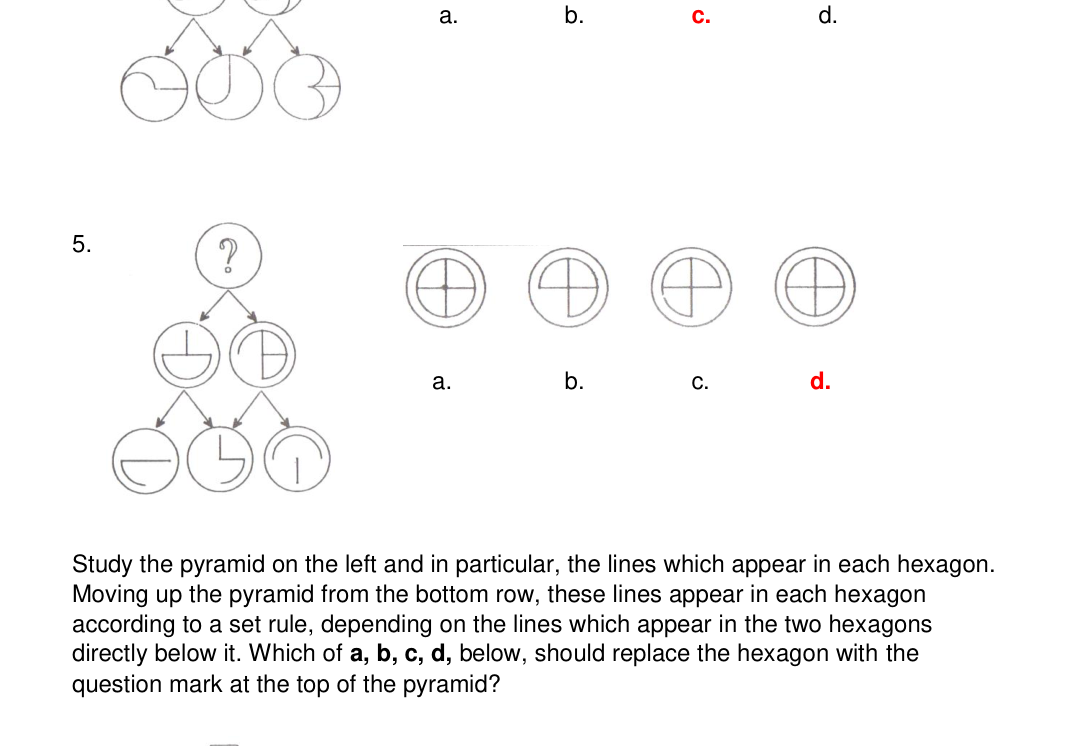 a. b. c. d.
5.
?
a. b. c. d.
Study the pyramid on the left and in particular, the lines which appear in each hexagon.
Moving up the pyramid from the bottom row, these lines appear in each hexagon
according to a set rule, depending on the lines which appear in the two hexagons
directly below it. Which of a, b, c, d, below, should replace the hexagon with the
question mark at the top of the pyramid?